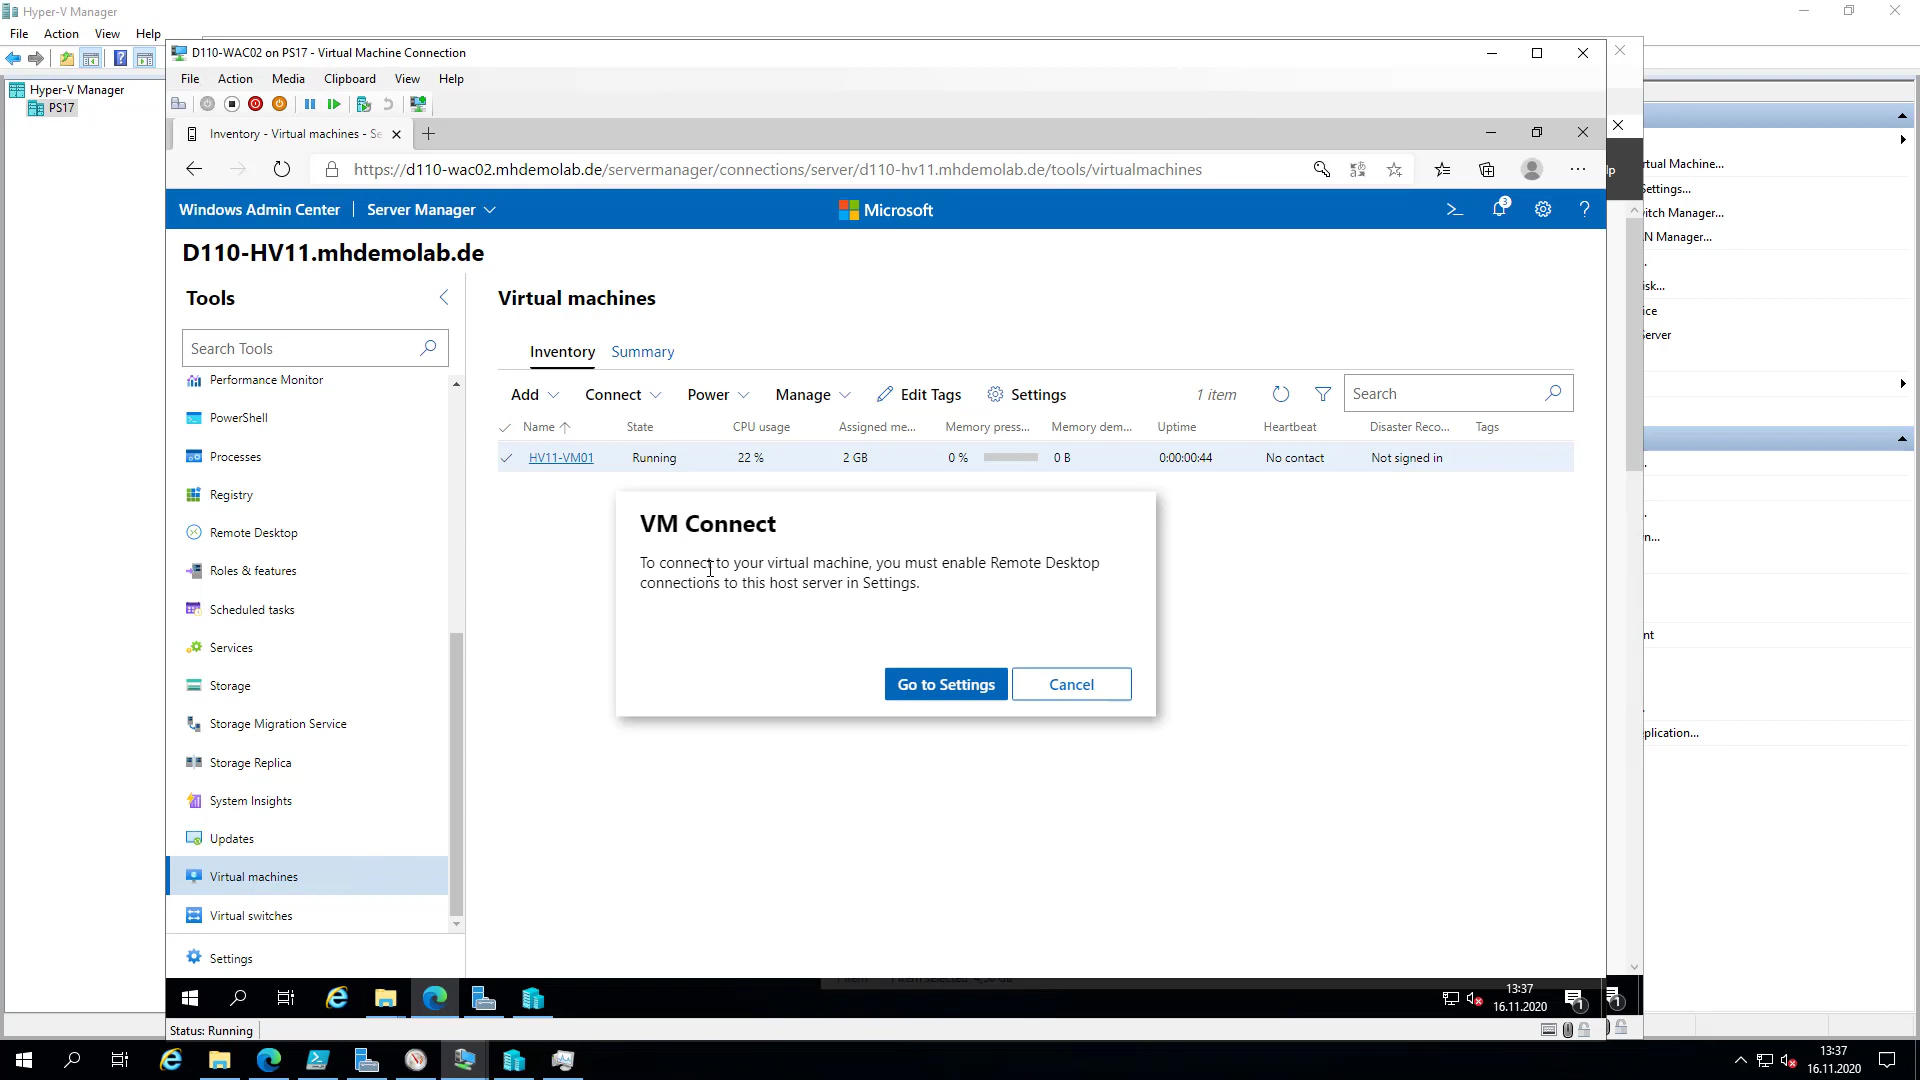 Hyper-V Manager
File Action View Help
Hyper-V Manager
PS17
D110-WAC02 on PS17 - Virtual Machine Connection
File Action Media Clipboard View Help
Inventory - Virtual machines - Se
https://d110-wac02.mhdemolab.de/servermanager/connections/server/d110-hv11.mhdemolab.de/tools/virtualmachines
Windows Admin Center Server Manager Microsoft 3
D110-HV11.mhdemolab.de
Tools
Search Tools
Performance Monitor
PowerShell
Processes
Registry
Remote Desktop
Roles & features
Scheduled tasks
Services
Storage
Storage Migration Service
Storage Replica
System Insights
Updates
Virtual machines
Virtual switches
Settings
Virtual machines
Inventory Summary
Add Connect Power Manage Edit Tags Settings 1 item Search
Name State CPU usage Assigned me... Memory press... Memory dem... Uptime Heartbeat Disaster Reco... Tags
HV11-VM01 Running 22 % 2 GB 0 % 0 B 0:00:00:44 No contact Not signed in
VM Connect
To connect to your virtual machine, you must enable Remote Desktop
connections to this host server in Settings.
Go to Settings Cancel
lp
rtual Machine...
Settings...
itch Manager...
N Manager...
isk...
ice
Server
n...
nt
plication...
13:37
16.11.2020
1
1
Status: Running
13:37
16.11.2020